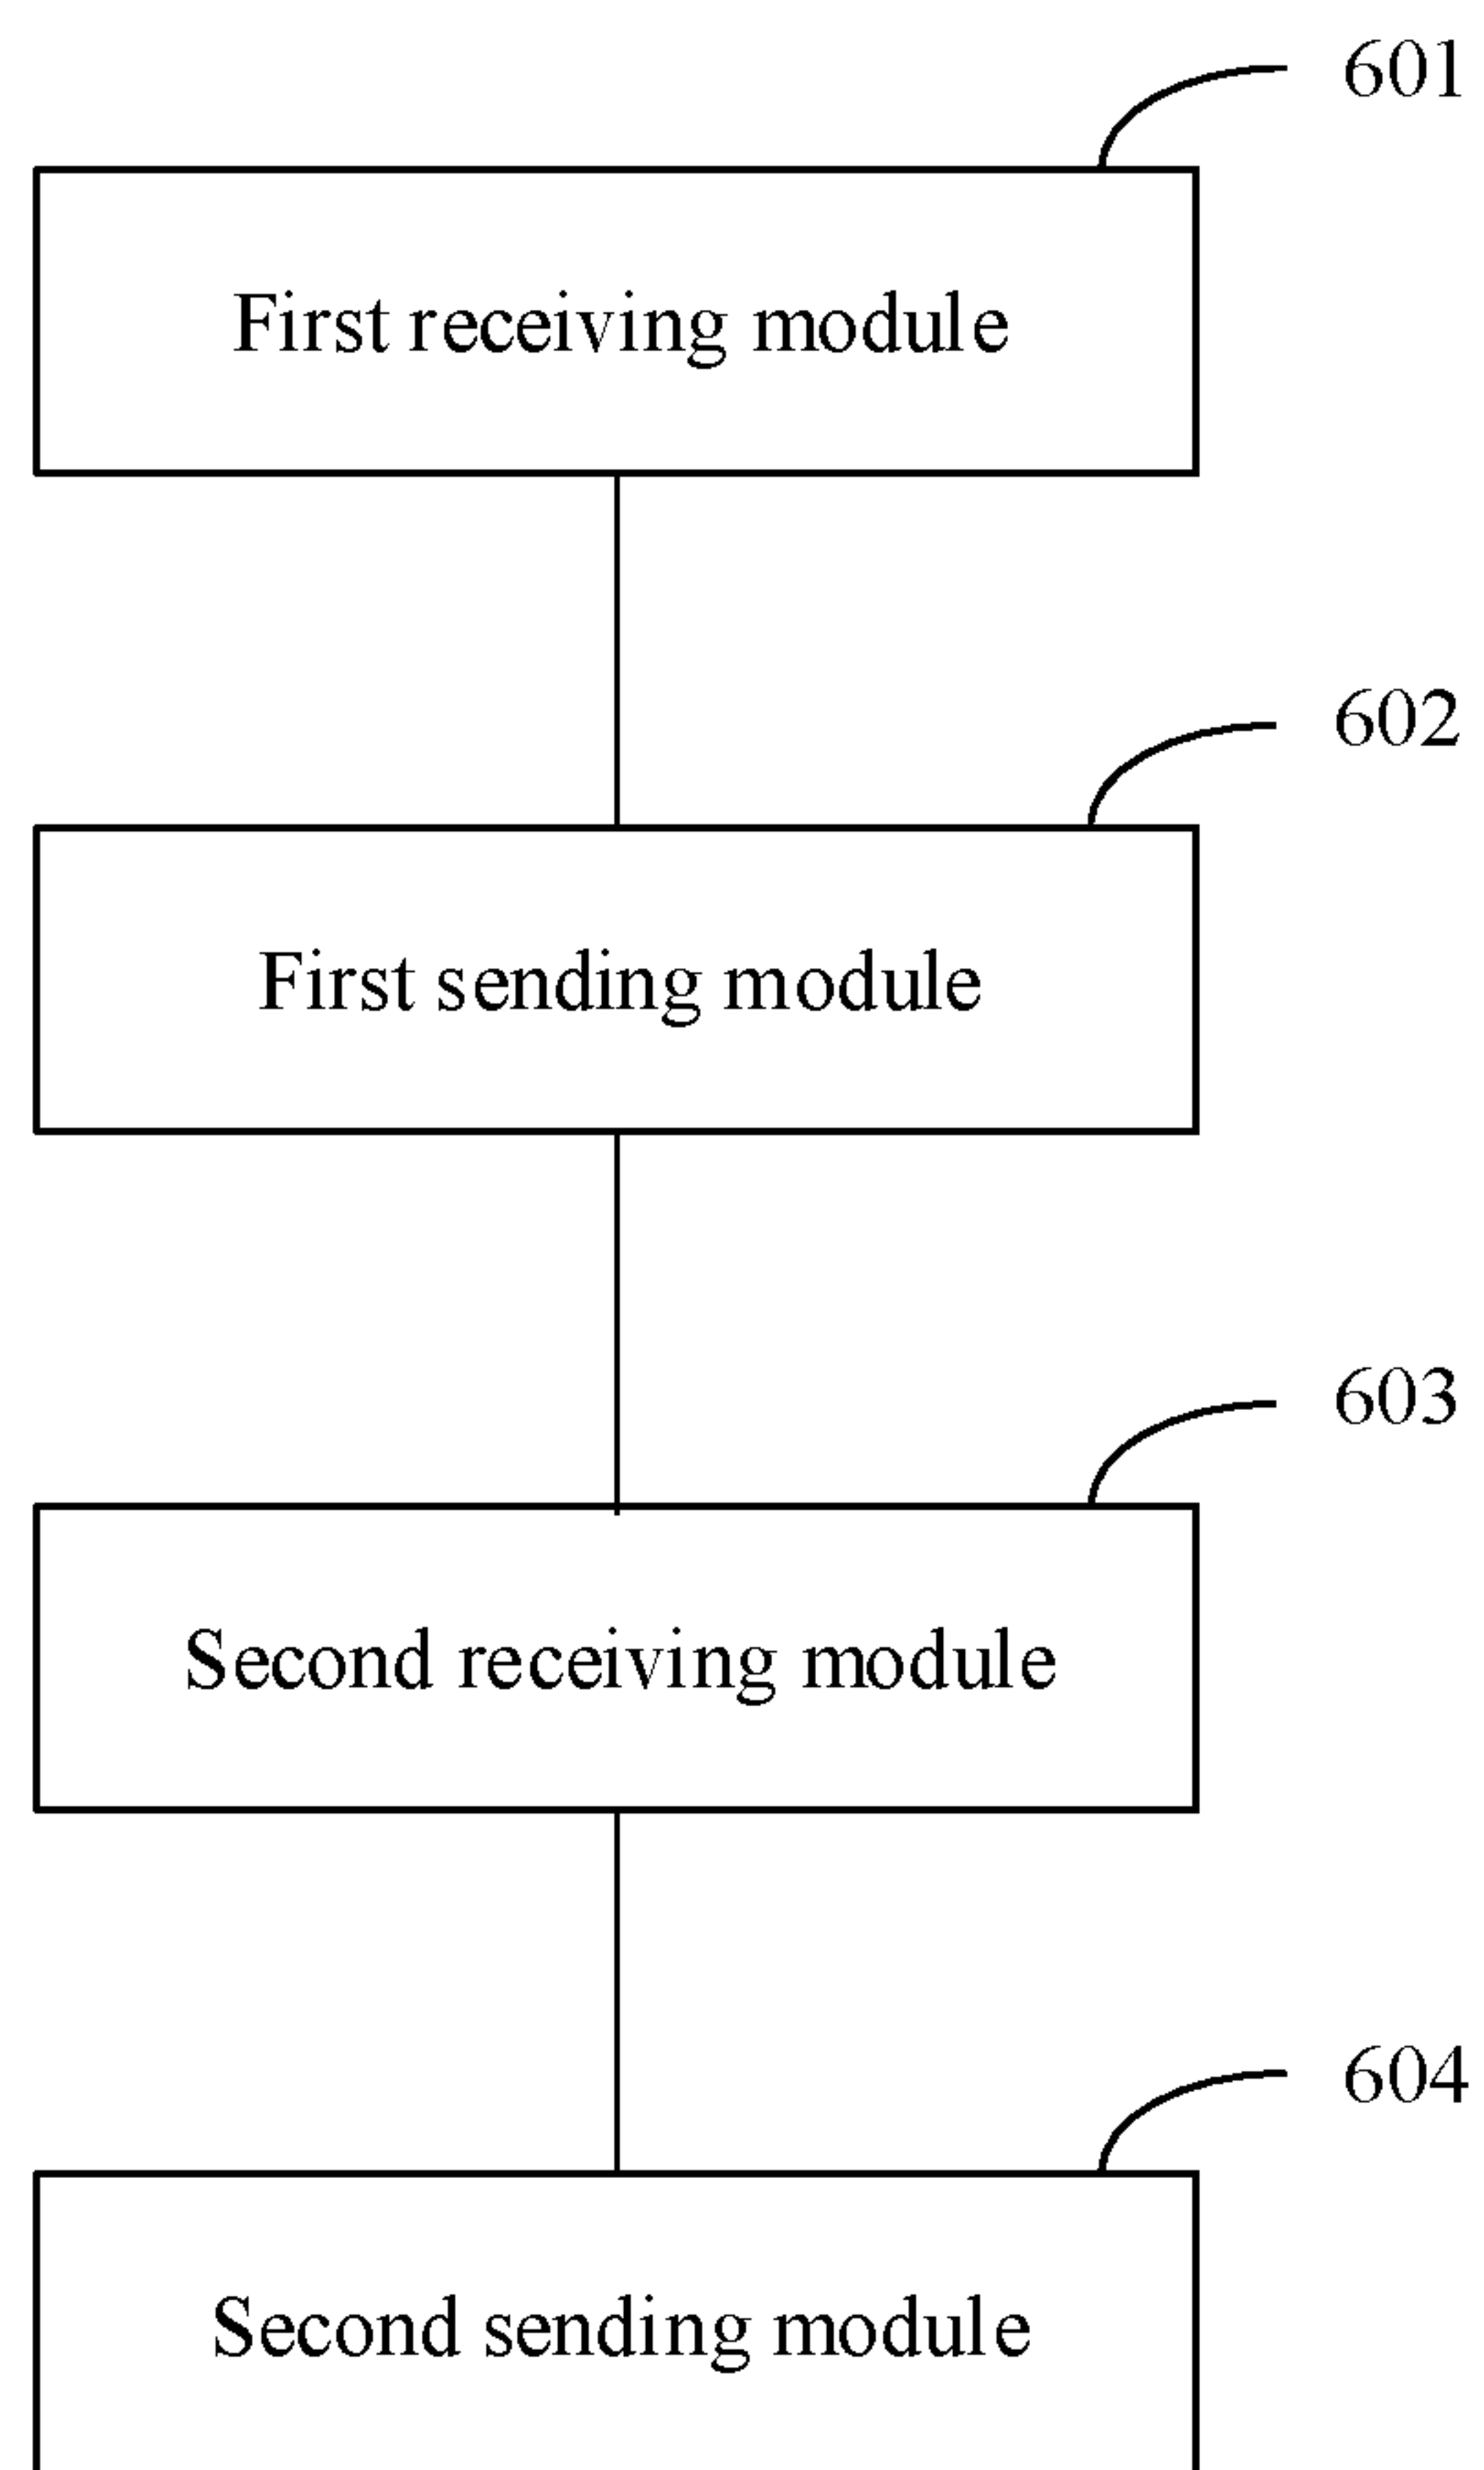 601
First receiving module
602
First sending module
603
Second receiving module
604
Second sending module